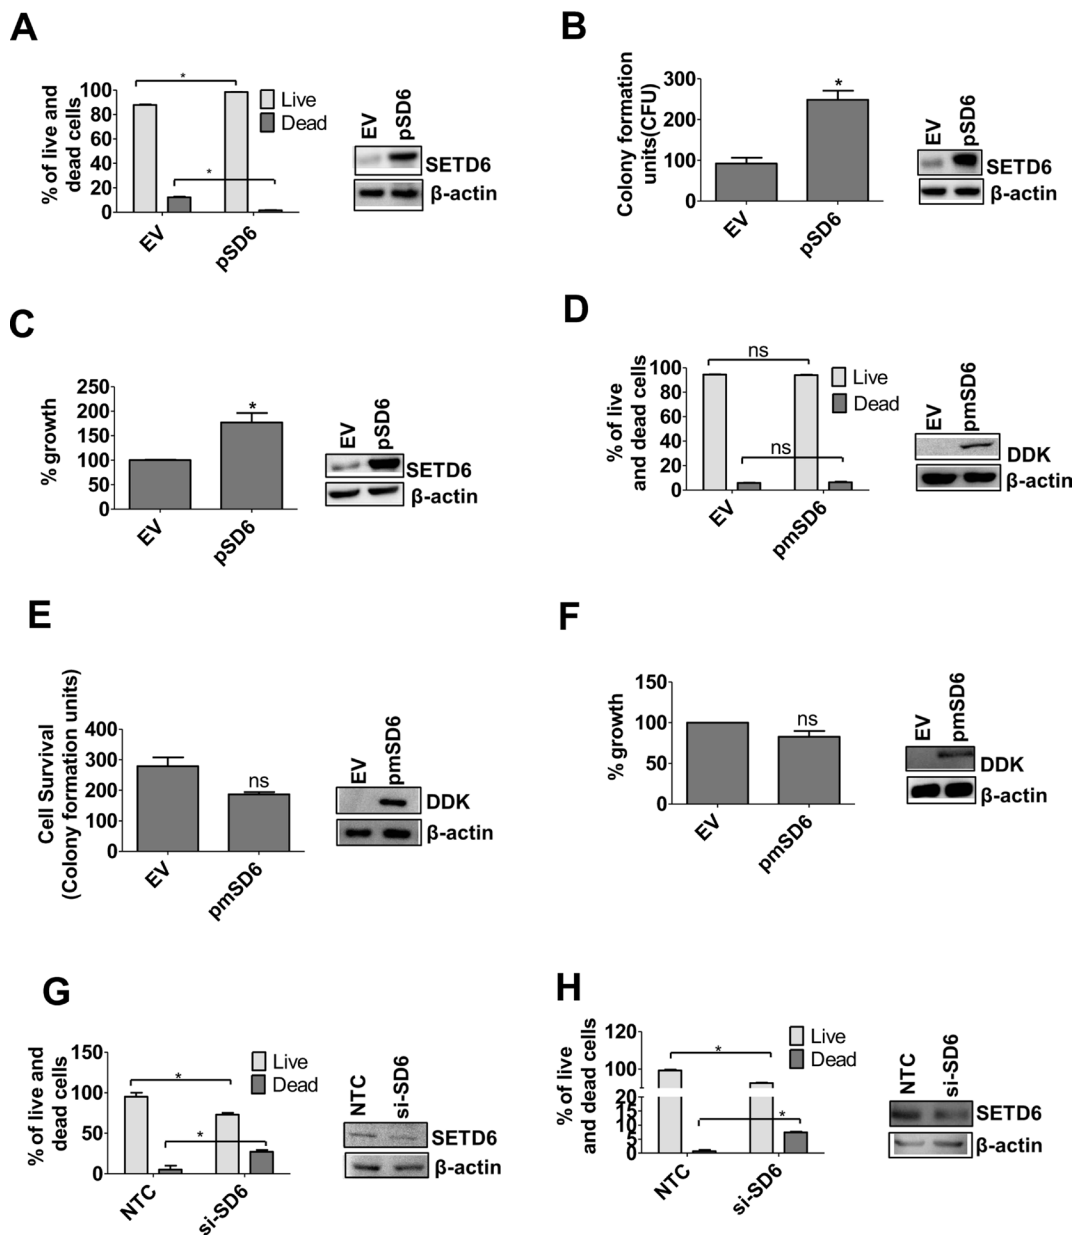 A
% of live and
dead cells
100
80
60
40
20
0
*
*
Live
Dead
EV
pSD6
EV
pSD6
SETD6
β-actin
B
Colony formation
units(CFU)
300
200
100
0
*
EV
pSD6
EV
pSD6
SETD6
β-actin
C
% growth
250
200
150
100
50
0
*
EV
pSD6
EV
pSD6
SETD6
β-actin
D
% of live
and dead cells
100
80
60
40
20
0
ns
ns
Live
Dead
EV
pmSD6
EV
pmSD6
DDK
β-actin
E
Cell Survival
(Colony formation units)
400
300
200
100
0
ns
EV
pmSD6
EV
pmSD6
DDK
β-actin
F
% growth
150
100
50
0
ns
EV
pmSD6
EV
pmSD6
DDK
β-actin
G
% of live and
dead cells
150
100
50
0
*
*
Live
Dead
NTC
si-SD6
NTC
si-SD6
SETD6
β-actin
H
% of live
and dead cells
120
100
20
15
10
5
0
*
*
Live
Dead
NTC
si-SD6
NTC
si-SD6
SETD6
β-actin